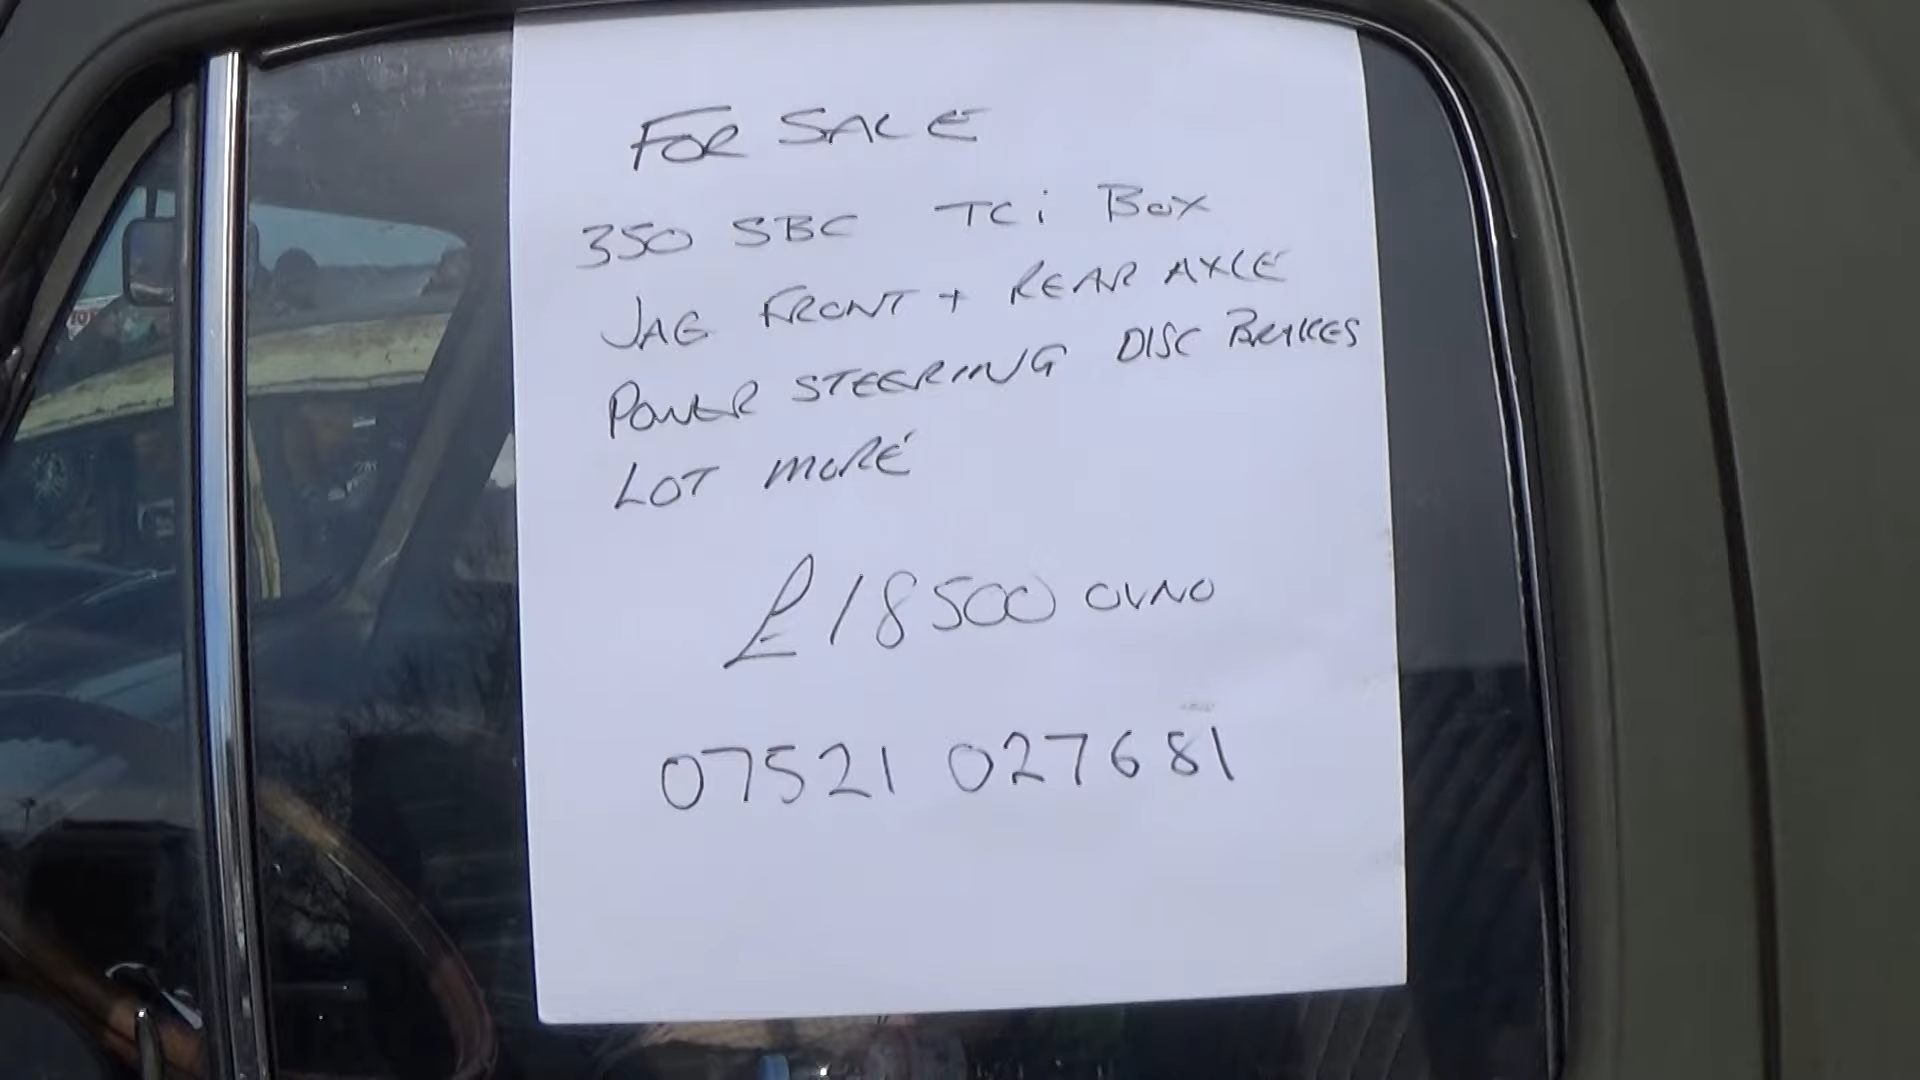 FOR SALE
350 SBC TCi Box
JAG FRONT + REAR AXLE
POWER STEERING DISC BRAKES
LOT MORE
£18500 OVNO
07521 027681